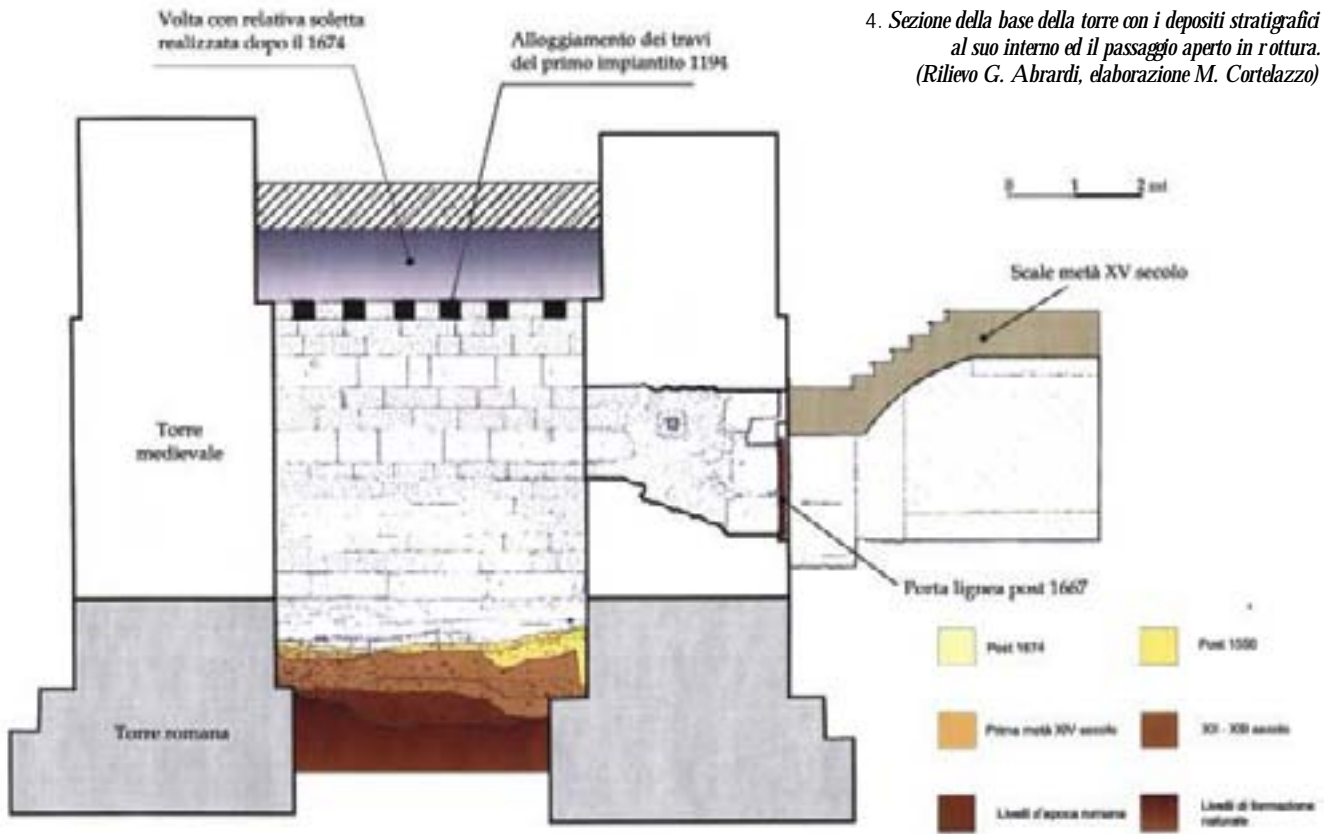 Volta con relativa soletta
realizzata dopo il 1674
Alloggiamento dei travi
del primo impiantito 1194
4. Sezione della base della torre con i depositi stratigrafici
al suo interno ed il passaggio aperto in rottura.
(Rilievo G. Abrardi, elaborazione M. Cortelazzo)
0 1 2 mt
Scale metà XV secolo
Torre
medievale
Porta lignea post 1667
Torre romana
Post 1674
Post 1550
Prima metà XIV secolo
XII - XIII secolo
Livelli d'epoca romana
Livelli di formazione
naturale